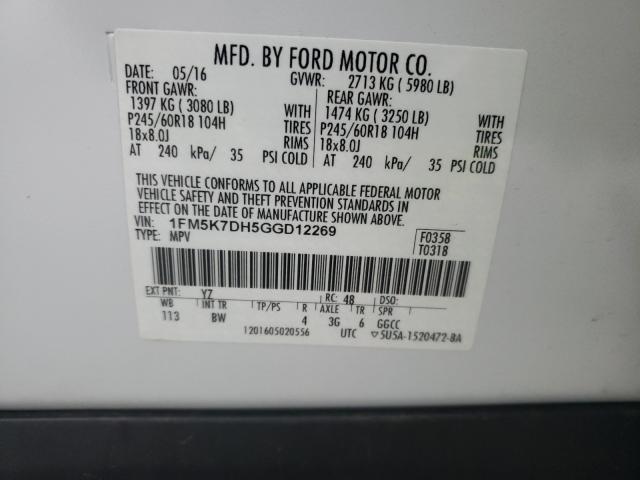 MFD. BY FORD MOTOR CO.
DATE: 05/16 GVWR: 2713 KG ( 5980 LB)
FRONT GAWR: REAR GAWR:
1397 KG ( 3080 LB) WITH 1474 KG ( 3250 LB) WITH
P245/60R18 104H TIRES P245/60R18 104H TIRES
18x8.0J RIMS 18x8.0J RIMS
AT 240 kPa/ 35 PSI COLD AT 240 kPa/ 35 PSI COLD
THIS VEHICLE CONFORMS TO ALL APPLICABLE FEDERAL MOTOR
VEHICLE SAFETY AND THEFT PREVENTION STANDARDS IN
EFFECT ON THE DATE OF MANUFACTURE SHOWN ABOVE.
VIN: 1FM5K7DH5GGD12269 F0358
TYPE: MPV T0318
EXT PNT: YZ RC: 48 DSO:
WB INT TR TP/PS R AXLE TR SPR
113 BW 4 3G 6 GGCC
1201605020556 UTC ▽5U5A-1520472-BA